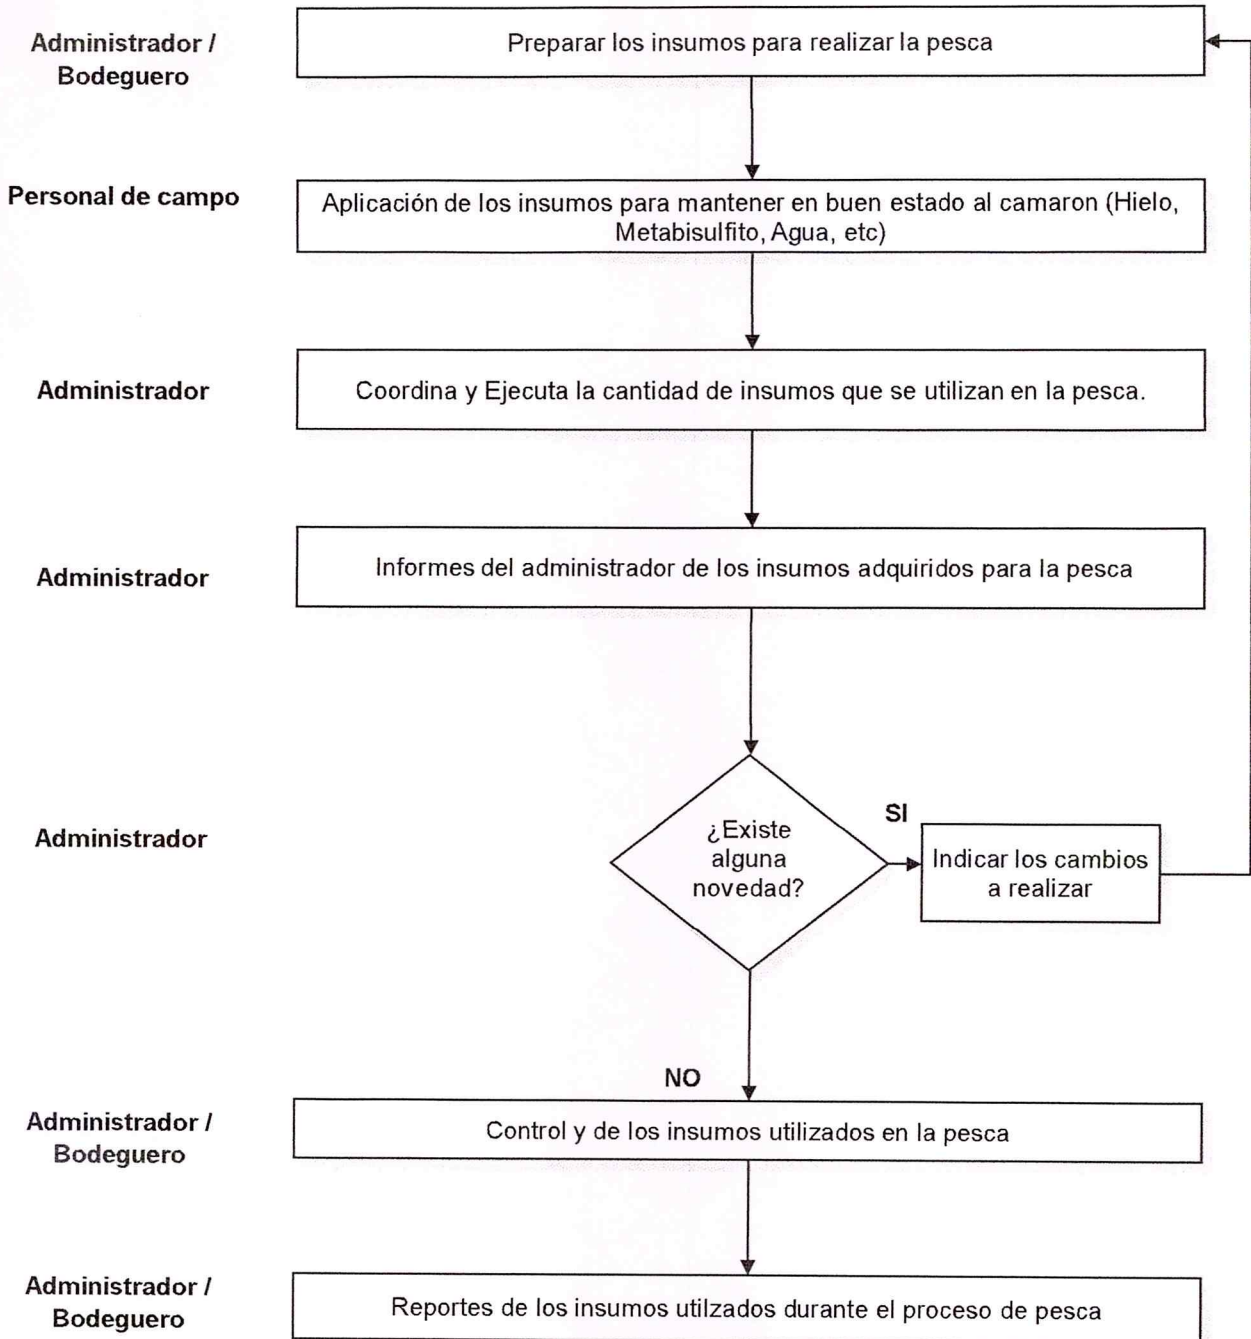 Administrador /
Bodeguero
Preparar los insumos para realizar la pesca
Personal de campo
Aplicación de los insumos para mantener en buen estado al camaron (Hielo,
Metabisulfito, Agua, etc)
Administrador
Coordina y Ejecuta la cantidad de insumos que se utilizan en la pesca.
Administrador
Informes del administrador de los insumos adquiridos para la pesca
Administrador
¿Existe
alguna
novedad?
SI
Indicar los cambios
a realizar
NO
Administrador /
Bodeguero
Control y de los insumos utilizados en la pesca
Administrador /
Bodeguero
Reportes de los insumos utilzados durante el proceso de pesca